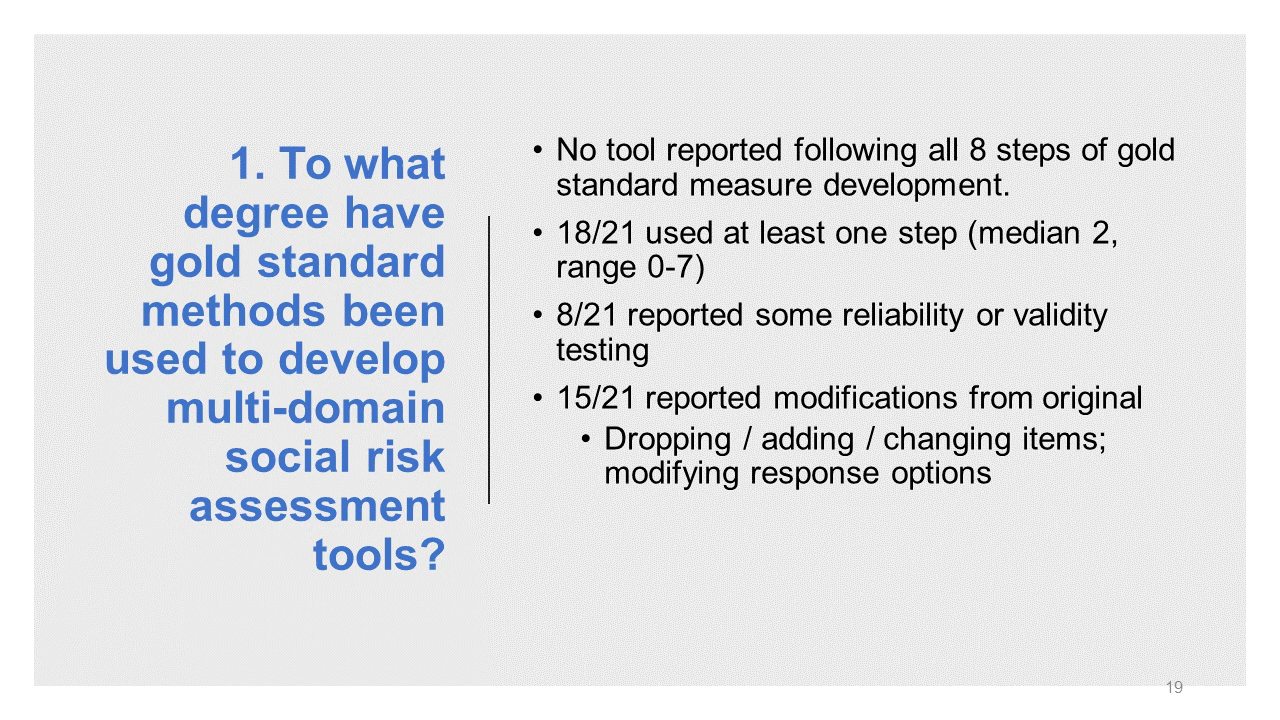 1. To what
degree have
gold standard
methods been
used to develop
multi-domain
social risk
assessment
tools?
• No tool reported following all 8 steps of gold
standard measure development.
• 18/21 used at least one step (median 2,
range 0-7)
• 8/21 reported some reliability or validity
testing
• 15/21 reported modifications from original
• Dropping / adding / changing items;
modifying response options
19